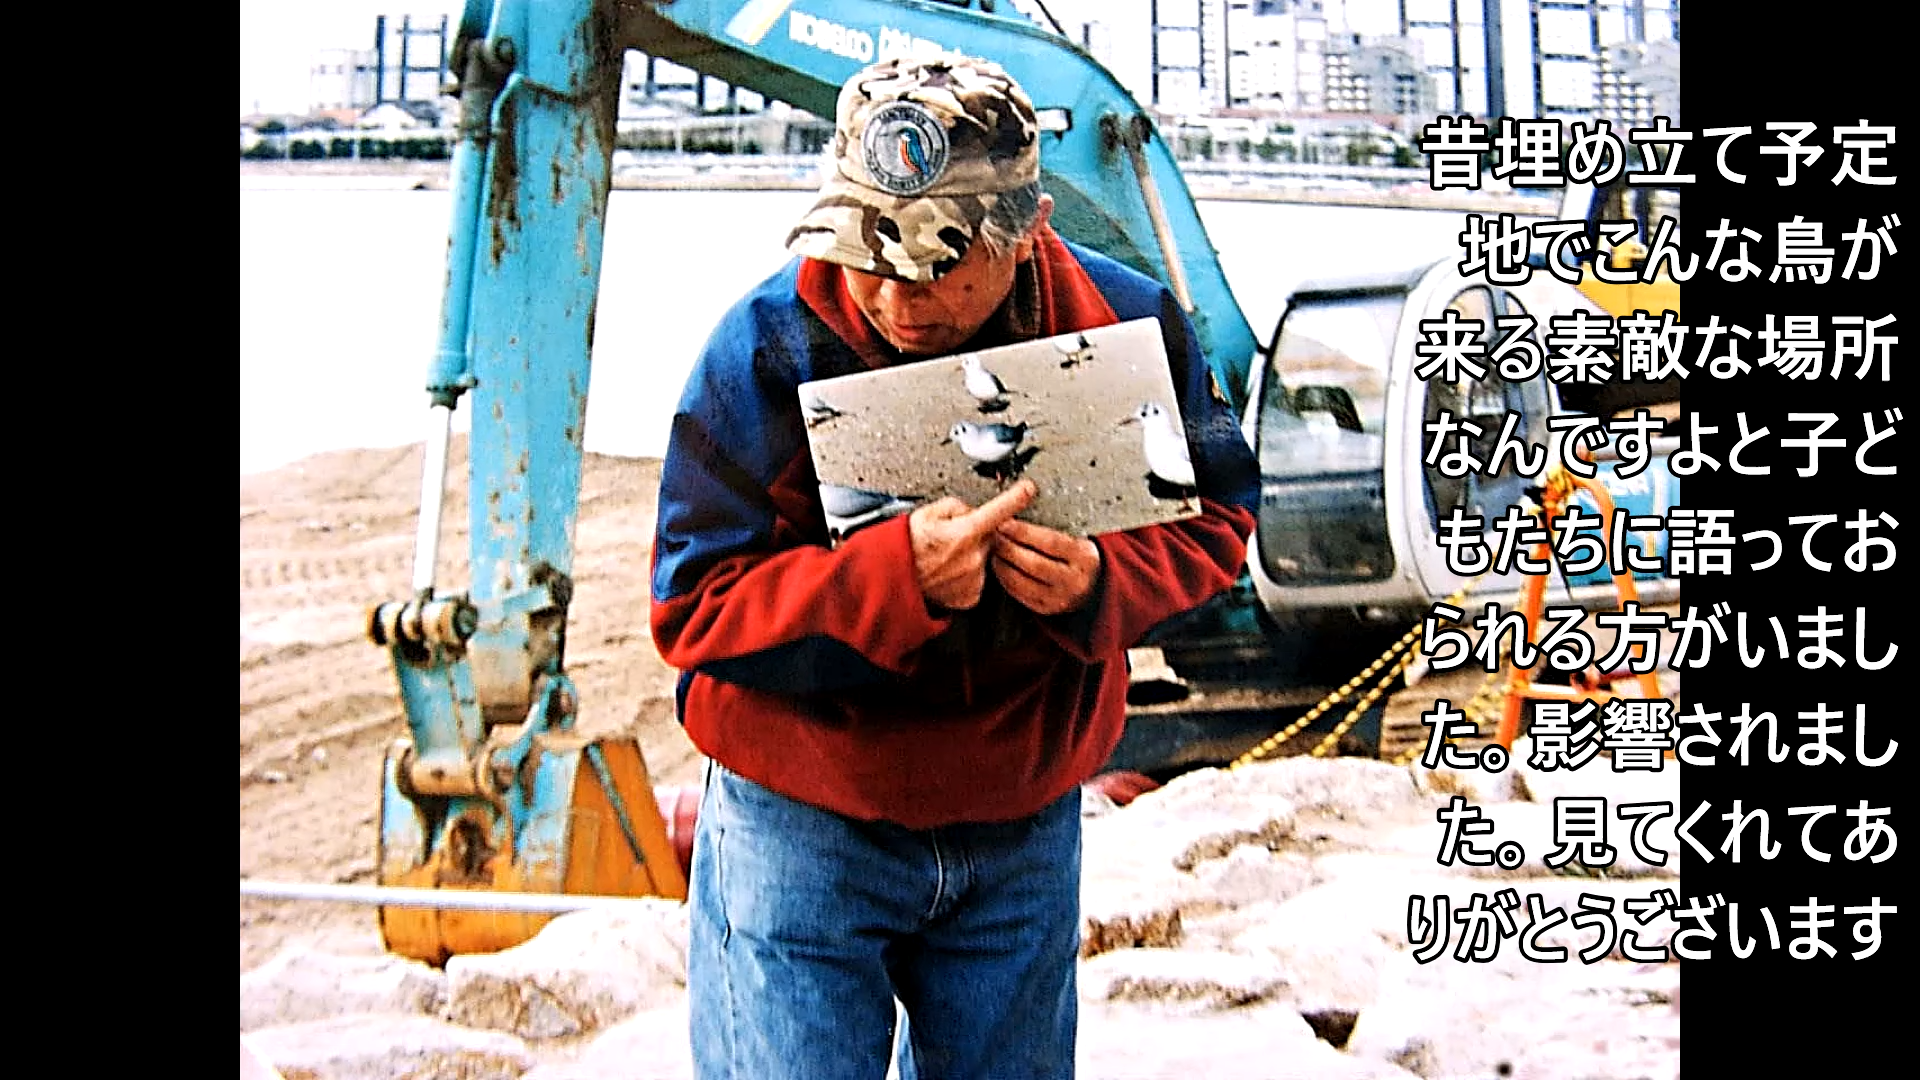 KOBELCO
昔埋め立て予定
地でこんな鳥が
来る素敵な場所
なんですよと子ど
もたちに語ってお
られる方がいまし
た。影響されまし
た。見てくれてあ
りがとうございます